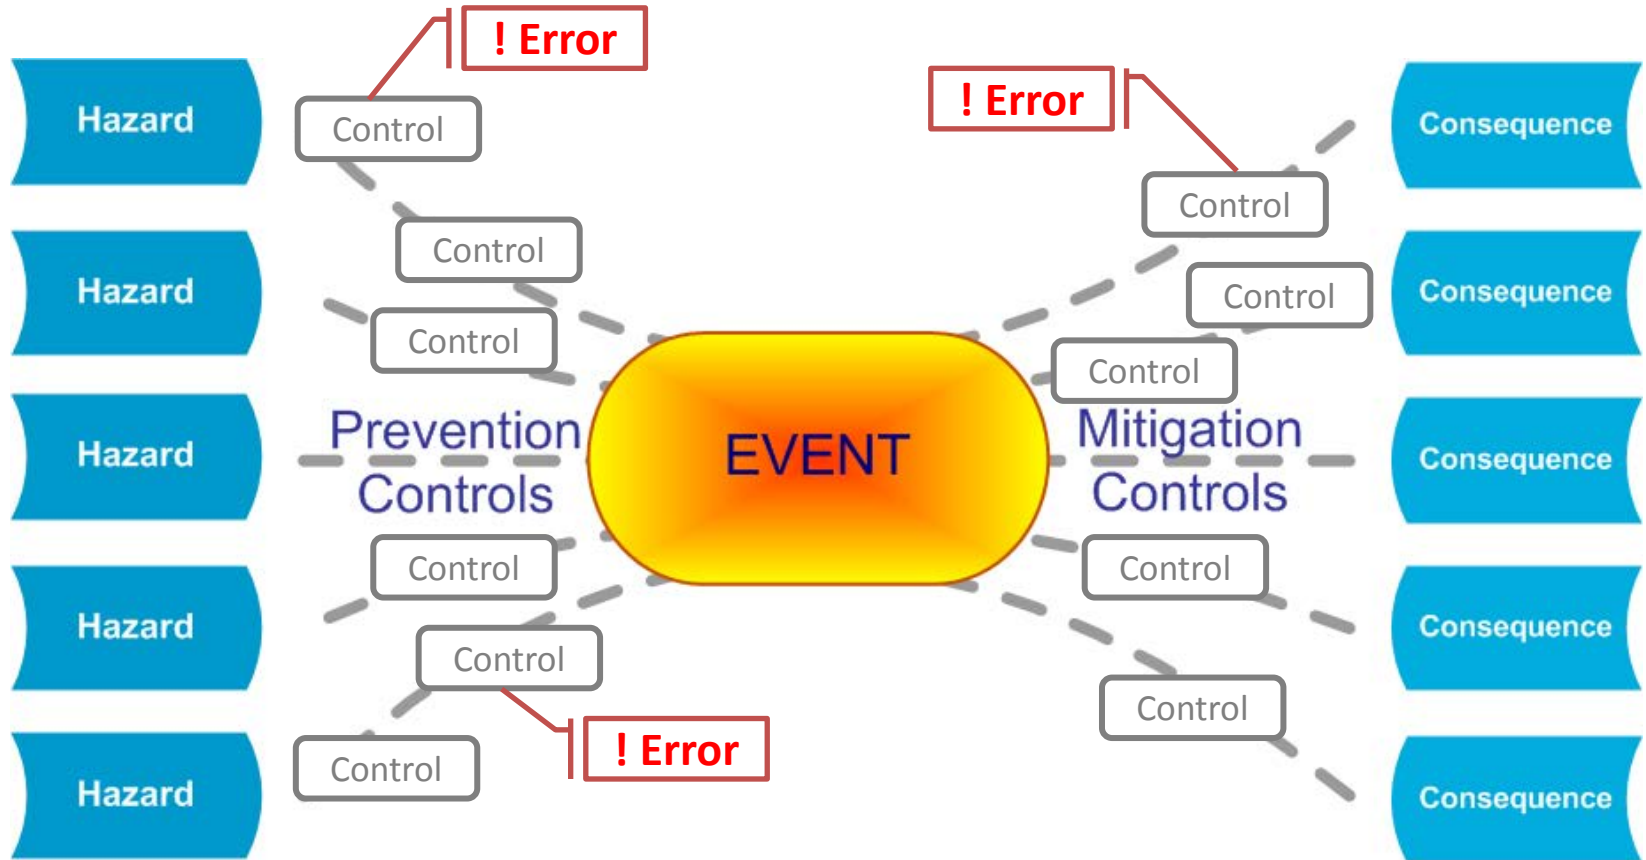 ! Error
! Error
Hazard
Control
Consequence
Control
Control
Hazard
Control
Control
Consequence
Control
Hazard
Prevention
Controls
EVENT
Mitigation
Controls
Consequence
Control
Control
Hazard
Control
Consequence
Control
! Error
Control
Hazard
Consequence